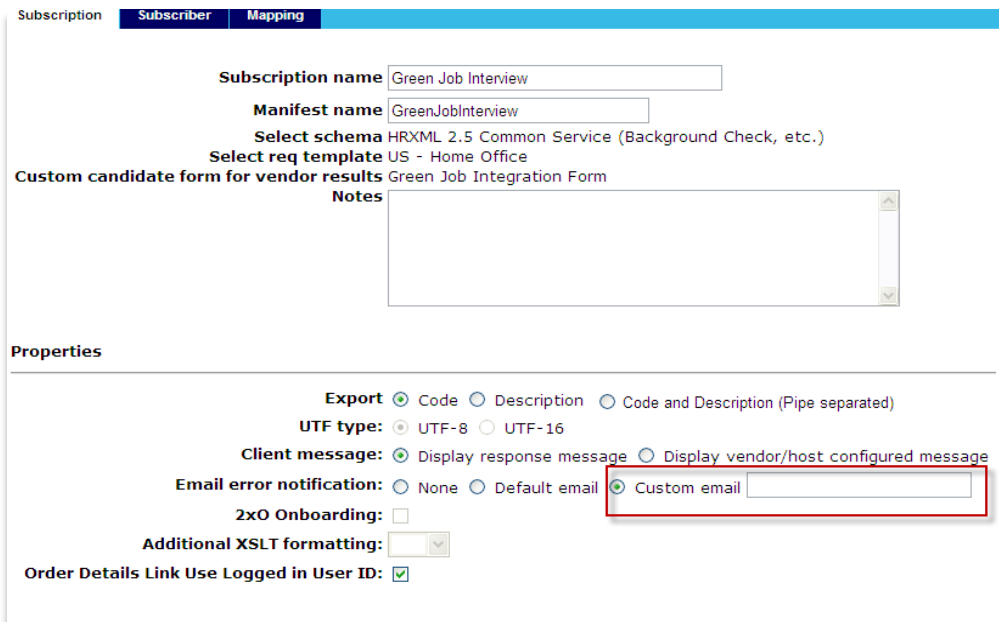 Subscription Subscriber Mapping
Subscription name Green Job Interview
Manifest name GreenJobInterview
Select schema HRXML 2.5 Common Service (Background Check, etc.)
Select req template US - Home Office
Custom candidate form for vendor results Green Job Integration Form
Notes
Properties
Export Code Description Code and Description (Pipe separated)
UTF type: UTF-8 UTF-16
Client message: Display response message Display vendor/host configured message
Email error notification: None Default email Custom email
2xO Onboarding:
Additional XSLT formatting:
Order Details Link Use Logged in User ID: